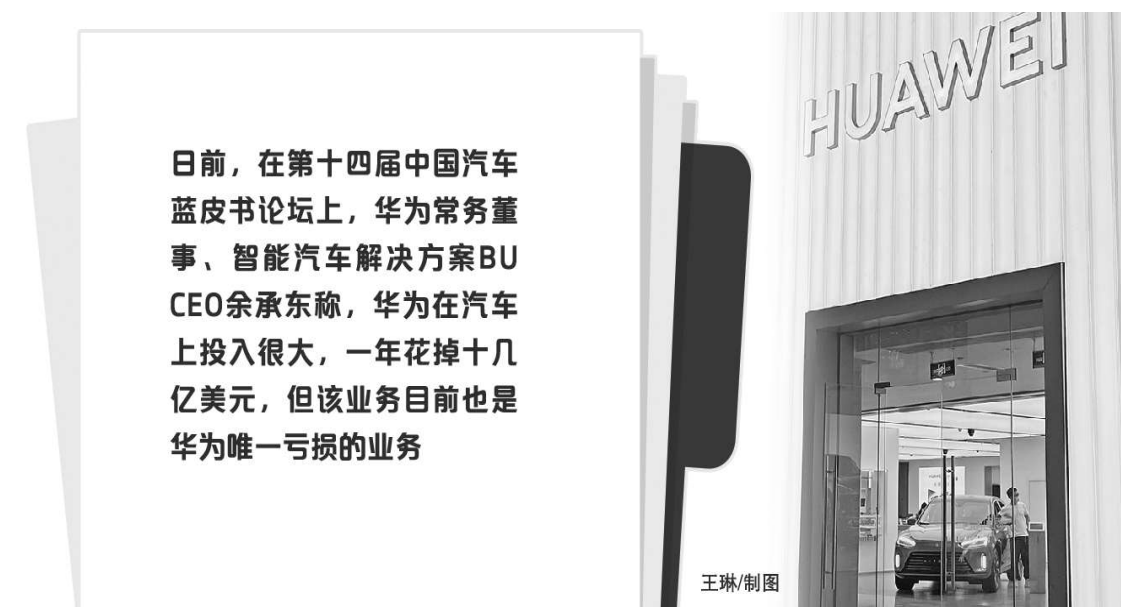 日前，在第十四届中国汽车
蓝皮书论坛上，华为常务董
事、智能汽车解决方案BU
CEO余承东称，华为在汽车
上投入很大，一年花掉十几
亿美元，但该业务目前也是
华为唯一亏损的业务
HUAWEI
王琳/制图